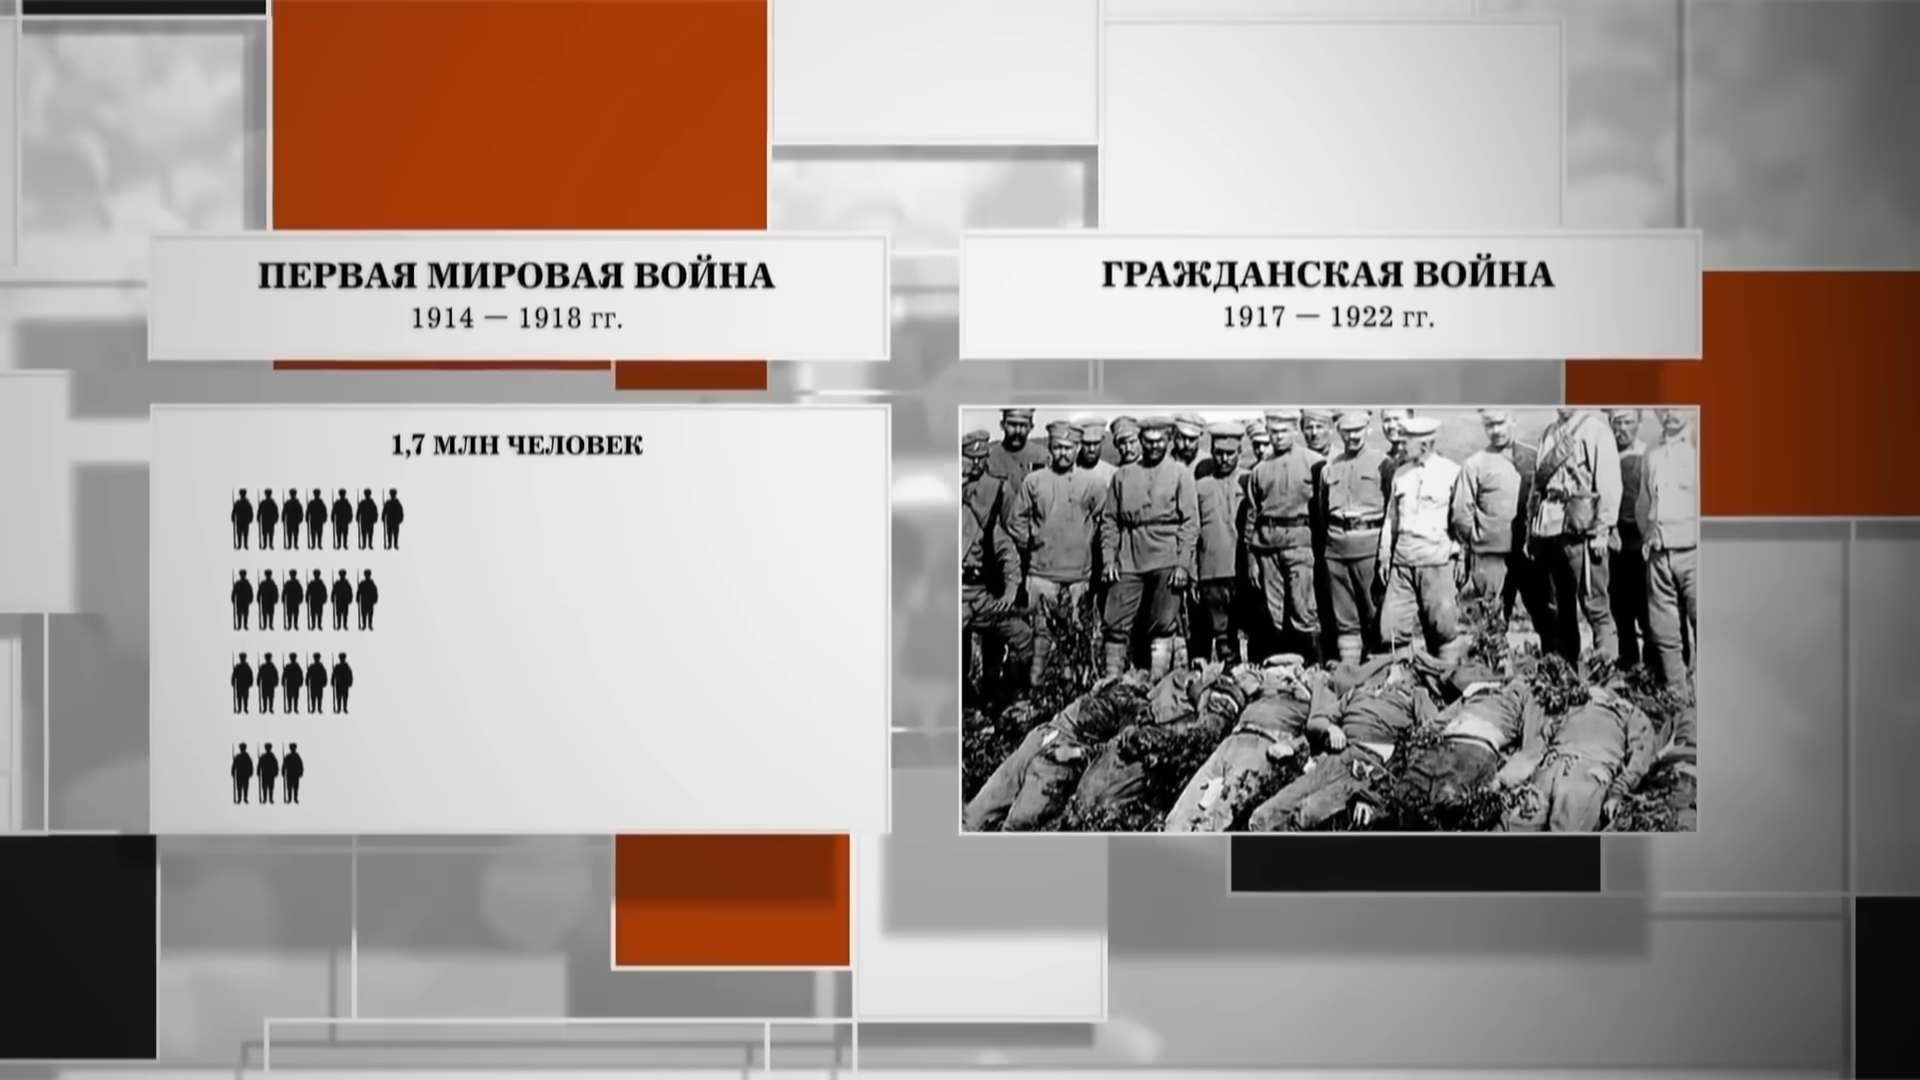 ПЕРВАЯ МИРОВАЯ ВОЙНА
1914 — 1918 гг.
ГРАЖДАНСКАЯ ВОЙНА
1917 — 1922 гг.
1,7 МЛН ЧЕЛОВЕК